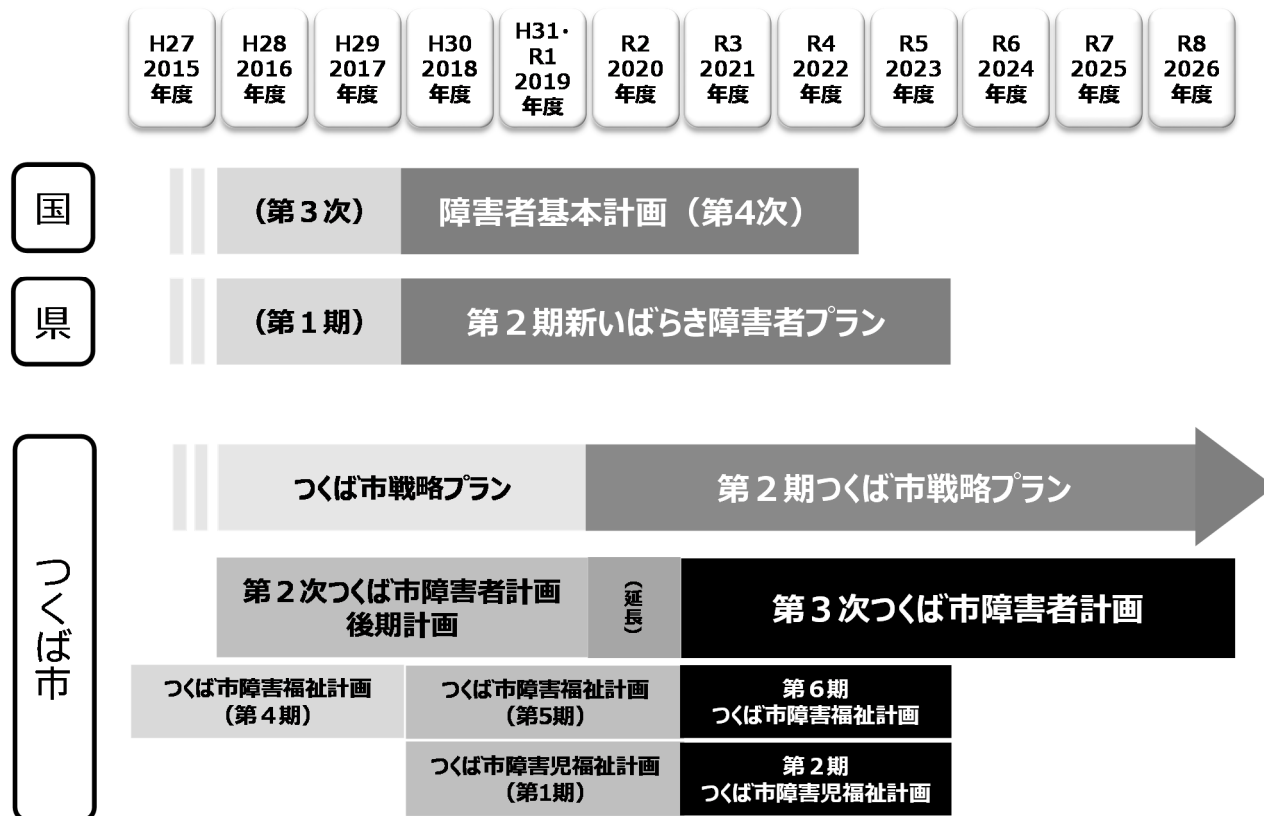 H27
2015
年度
H28
2016
年度
H29
2017
年度
H30
2018
年度
H31・
R1
2019
年度
R2
2020
年度
R3
2021
年度
R4
2022
年度
R5
2023
年度
R6
2024
年度
R7
2025
年度
R8
2026
年度
国
（第３次）
障害者基本計画（第4次）
県
（第１期）
第２期新いばらき障害者プラン
つくば市
つくば市戦略プラン
第２期つくば市戦略プラン
第２次つくば市障害者計画
後期計画
（延長）
第３次つくば市障害者計画
つくば市障害福祉計画
（第４期）
つくば市障害福祉計画
（第5期）
第６期
つくば市障害福祉計画
つくば市障害児福祉計画
（第1期）
第２期
つくば市障害児福祉計画